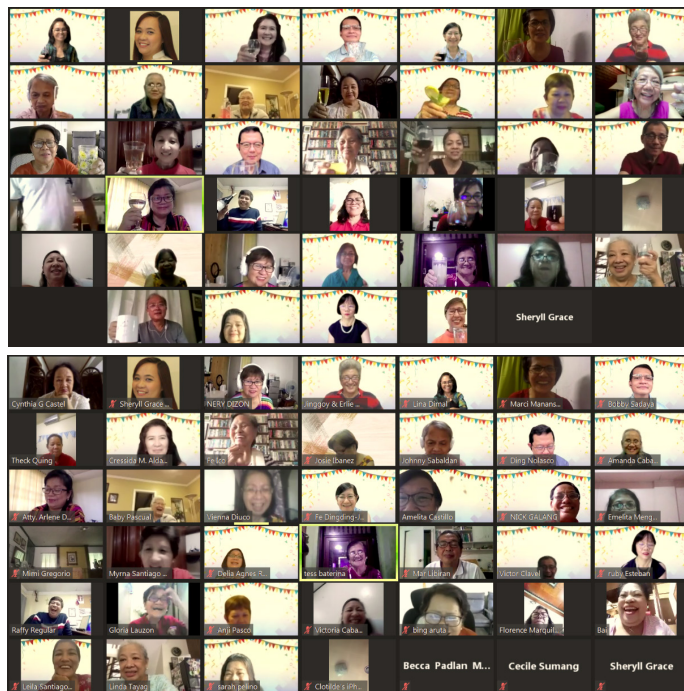 Sheryll Grace
Cynthia G Castel
Sheryll Grace ...
NERY DIZON
Jinggoy & Erlie ...
Lina Dimal
Marci Manans...
Bobby Sadaya
Theck Quing
Cressida M. Alda...
Josie Ibanez
Johnny Sabaldan
Ding Nolasco
Amanda Caba...
Atty. Arlene D...
Baby Pascual
Vienna Diuco
Fe Dingding-J...
Amelita Castillo
NICK GALANG
Emelita Meng...
Mimi Gregorio
Myrna Santiago ...
Delia Agnes R...
tess baterina
Mar Libiran
Victor Clavel
ruby Esteban
Raffy Regular
Gloria Lauzon
Anji Pasco
Victoria Caba...
bing aruta
Florence Marquil...
Bai
Leila Santiago...
Linda Tayag
sarah pelino
Clotilde's iPh...
Becca Padlan M...
Cecile Sumang
Sheryll Grace